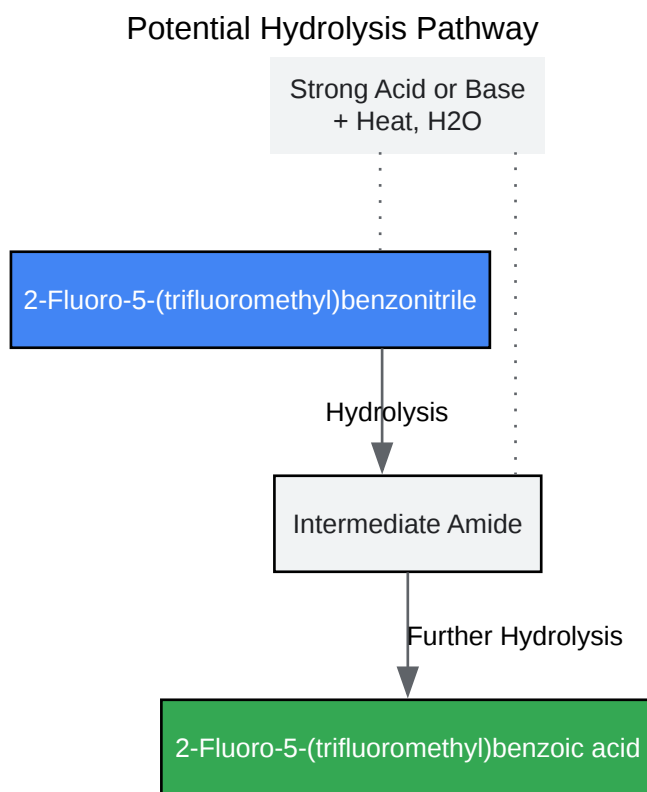 Potential Hydrolysis Pathway
Strong Acid or Base
+ Heat, H2O
2-Fluoro-5-(trifluoromethyl)benzonitrile
Hydrolysis
Intermediate Amide
Further Hydrolysis
2-Fluoro-5-(trifluoromethyl)benzoic acid